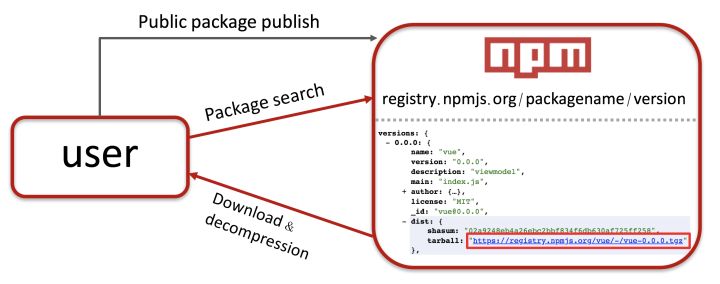 Public package publish
npm
Package search
registry.npmjs.org/packagename/version
user
versions: {
- 0.0.0: {
name: "vue",
version: "0.0.0",
description: "viewmodel",
main: "index.js",
+ author: {…},
license: "MIT",
_id: "vue@0.0.0",
- dist: {
shasum: "02a9248eb4a26ebc2bbf834f6db630af725ff258",
tarball: "https://registry.npmjs.org/vue/-/vue-0.0.0.tgz"
},
Download &
decompression